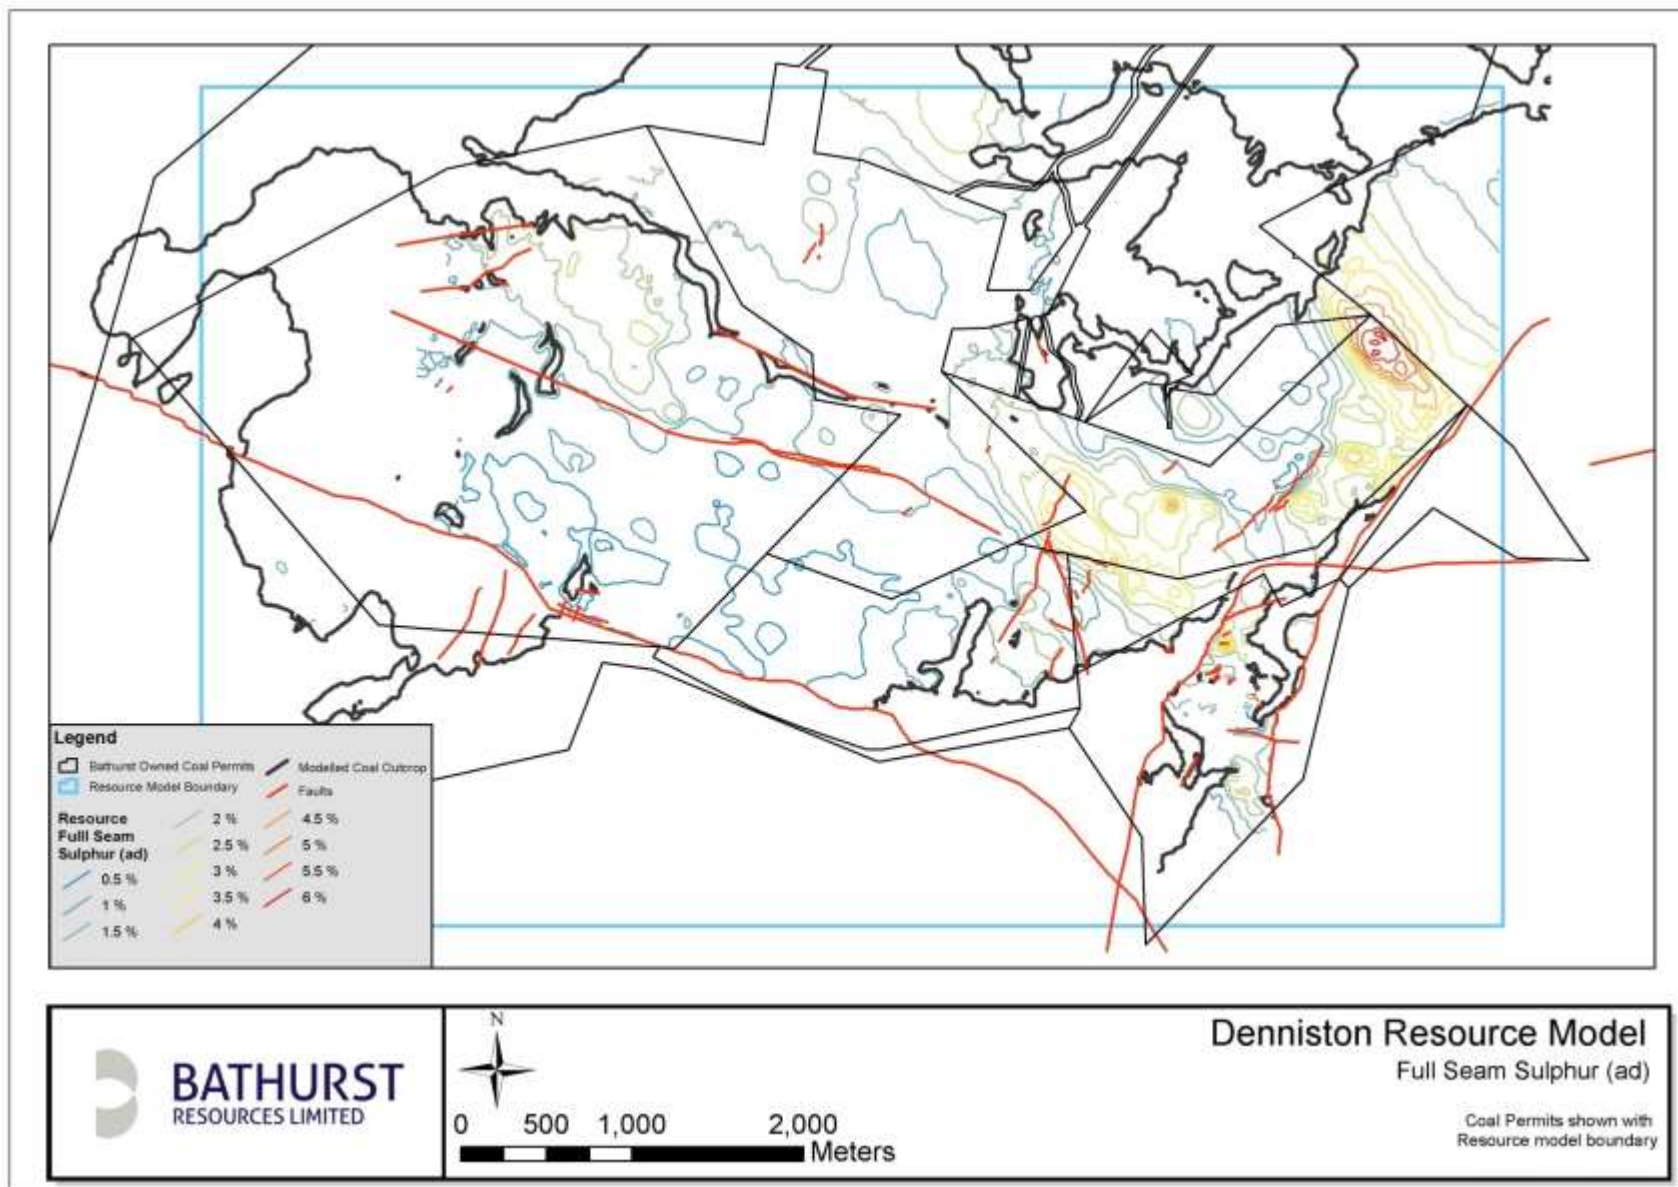 Legend
Bathurst Owned Coal Permits
Modelled Coal Outcrop
Resource Model Boundary
Faults
Resource
Fulll Seam
Sulphur (ad)
0.5 %
1 %
1.5 %
2 %
2.5 %
3 %
3.5 %
4 %
4.5 %
5 %
5.5 %
6 %
BATHURST
RESOURCES LIMITED
N
0 500 1,000 2,000
Meters
Denniston Resource Model
Full Seam Sulphur (ad)
Coal Permits shown with
Resource model boundary